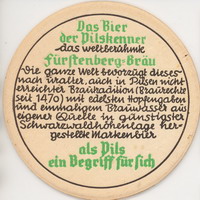 Das Bier
der Pilskenner
das weltberühmte
Fürstenberg-Bräu
Die ganze Welt bevorzugt dieses
nach uralter, auch in Pilsen nicht
erreichter Brautradition (Braurechte
seit 1470) mit edelsten Hopfengaben
und einmaligem Brauwasser aus
eigener Quelle in günstigster
Schwarzwaldhöhenlage her-
gestellte Markenbier
als Pils
ein Begriff für sich